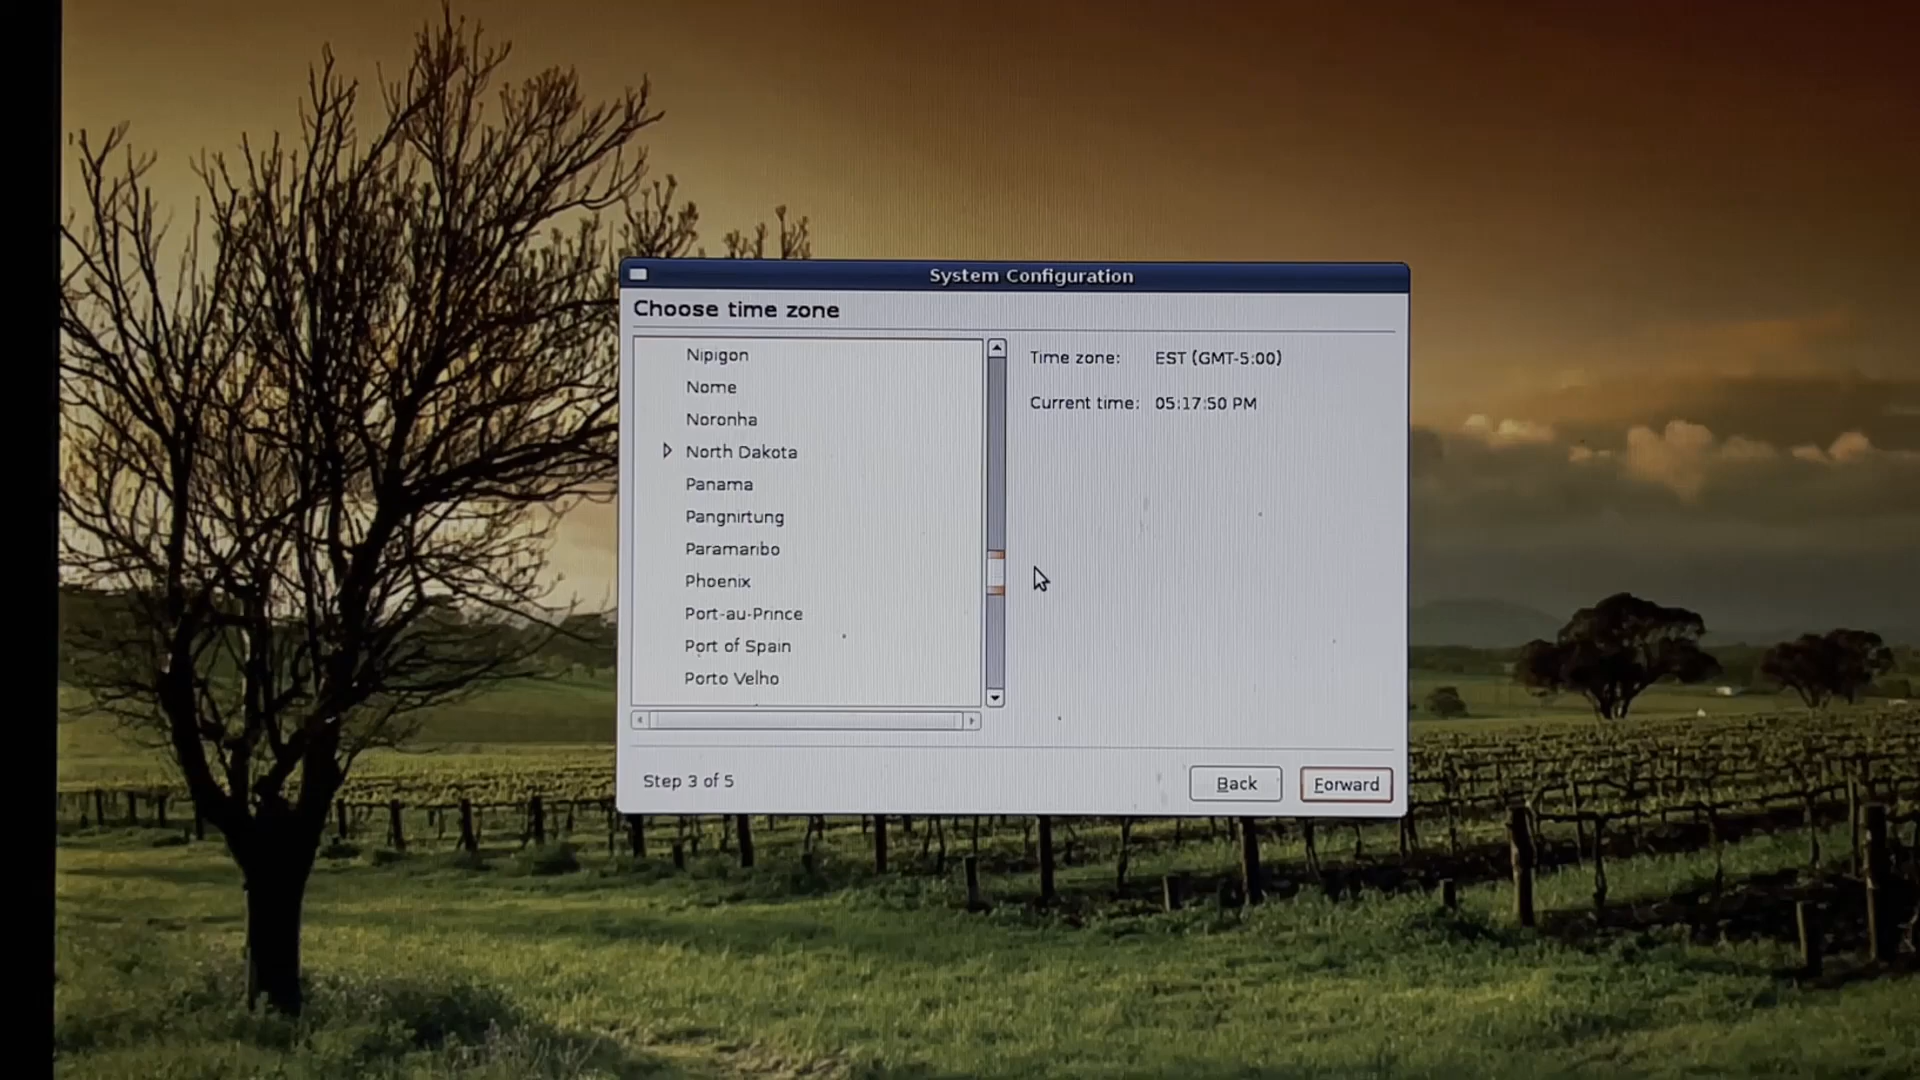 System Configuration
Choose time zone
Nipigon
Nome
Noronha
North Dakota
Panama
Pangnirtung
Paramaribo
Phoenix
Port-au-Prince
Port of Spain
Porto Velho
Time zone: EST (GMT-5:00)
Current time: 05:17:50 PM
Step 3 of 5
Back
Forward